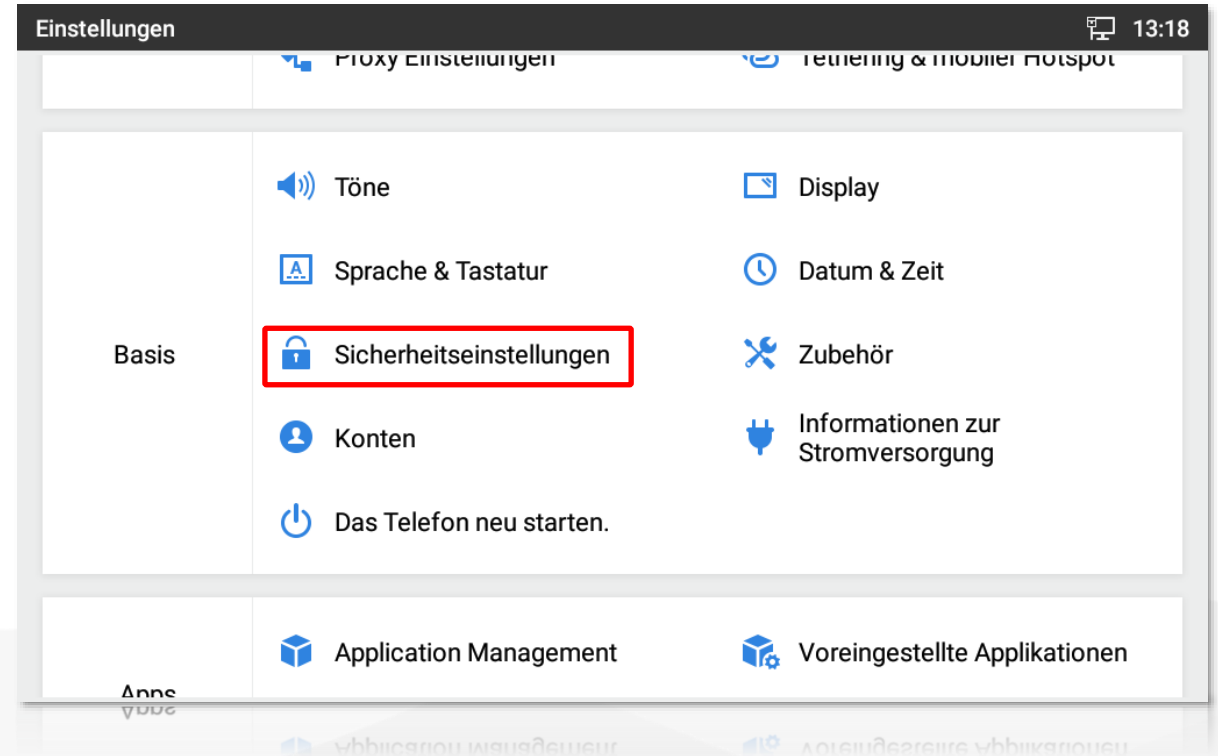 Einstellungen 13:18
Proxy Einstellungen Tethering & mobiler Hotspot
Töne Display
Sprache & Tastatur Datum & Zeit
Basis Sicherheitseinstellungen Zubehör
Konten Informationen zur
Stromversorgung
Das Telefon neu starten.
Application Management Voreingestellte Applikationen
Apps